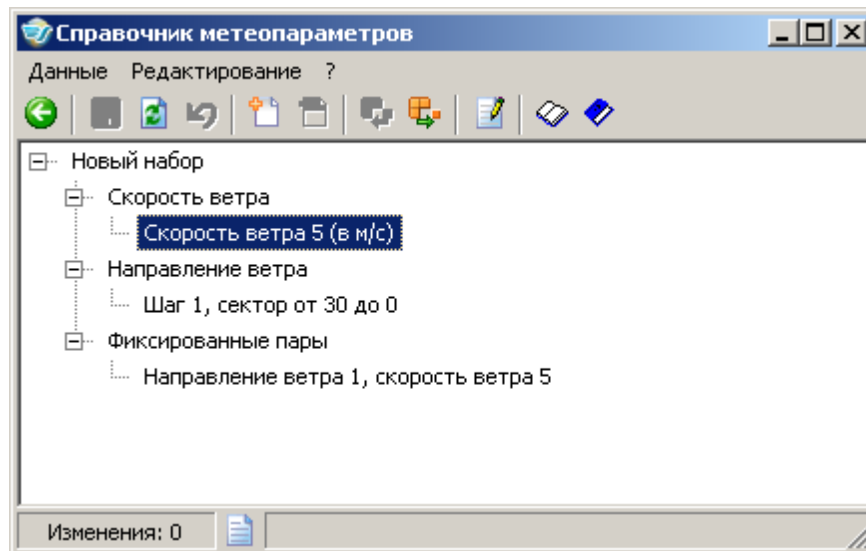 Справочник метеопараметров
Данные Редактирование ?
Новый набор
Скорость ветра
Скорость ветра 5 (в м/с)
Направление ветра
Шаг 1, сектор от 30 до 0
Фиксированные пары
Направление ветра 1, скорость ветра 5
Изменения: 0